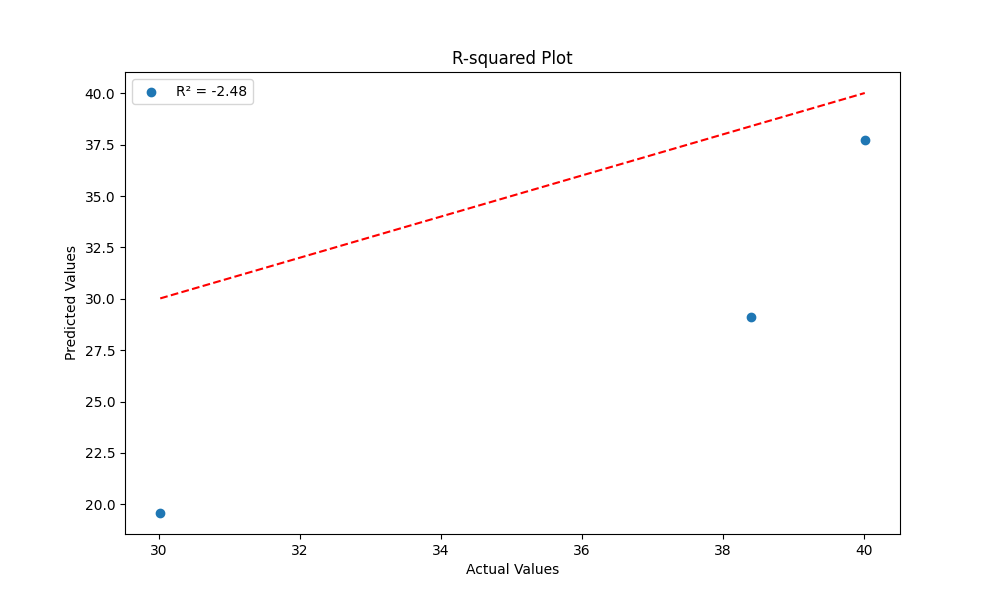 R-squared Plot
R² = -2.48
40.0
37.5
35.0
32.5
30.0
27.5
25.0
22.5
20.0
Predicted Values
30 32 34 36 38 40
Actual Values